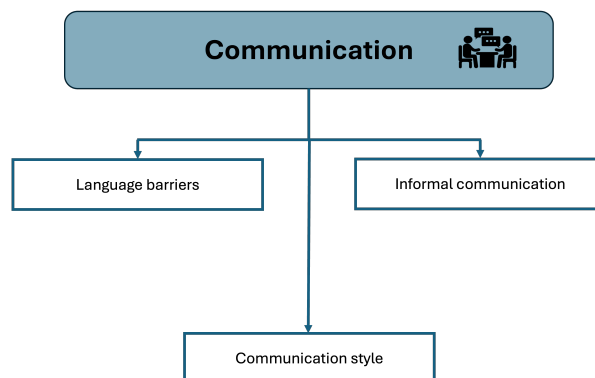 Communication
Language barriers
Informal communication
Communication style